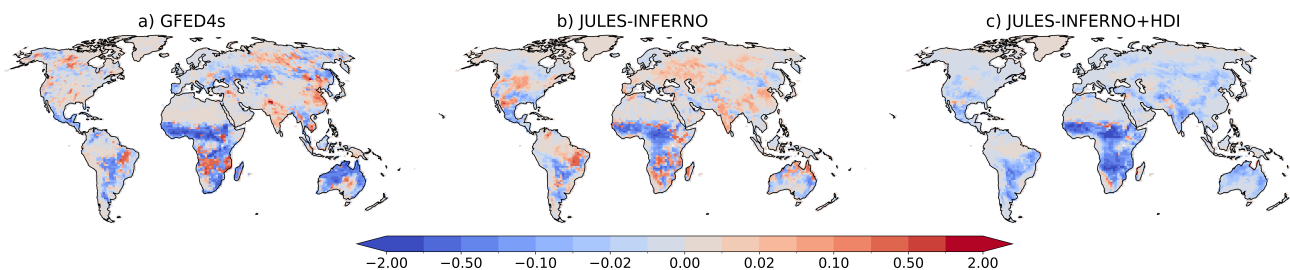 a) GFED4s
b) JULES-INFERNO
c) JULES-INFERNO+HDI
−2.00 −0.50 −0.10 −0.02 0.00 0.02 0.10 0.50 2.00